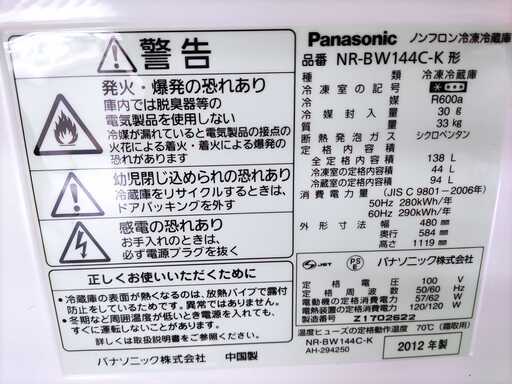 警告
発火・爆発の恐れあり
庫内では脱臭器等の
電気製品を使用しない
冷媒が漏れていると電気製品の接点の
火花による着火・着火による爆発の恐れあり
幼児閉じ込められの恐れあり
冷蔵庫をリサイクルするときは、
ドアパッキングを外す
感電の恐れあり
お手入れのときは、
必ず電源プラグを抜く
正しくお使いいただくために
・冷蔵庫の表面が熱くなるのは、放熱パイプで露付
防止をしているためです。異常ではありません。
・冬期など周囲温度が低いとき電源を入れても、
すぐに運転しないことがあります。
詳しくは取扱説明書をお読みください。
パナソニック株式会社 中国製
Panasonic ノンフロン冷凍冷蔵庫
品番 NR-BW144C-K 形
種類 冷凍冷蔵庫
冷凍室の記号
冷媒 R600a
冷媒封入量 30 g
質量 33 kg
断熱発泡ガス シクロペンタン
定格内容積
全定格内容積 138 L
冷凍室の定格内容積 44 L
冷蔵室の定格内容積 94 L
消費電力量 (JIS C 9801-2006年)
50Hz 280kWh/年
60Hz 290kWh/年
外形寸法 幅 480 mm
奥行 584 mm
高さ 1119 mm
JET PS E パナソニック株式会社
定格電圧 100 V
定格周波数 50/60 Hz
電動機の定格消費電力 57/62 W
電熱装置の定格消費電力 120/120 W
製造番号 Z1702622
温度ヒューズの定格動作温度 70℃ (霜取用)
NR-BW144C-K
AH-294250
2012 年製